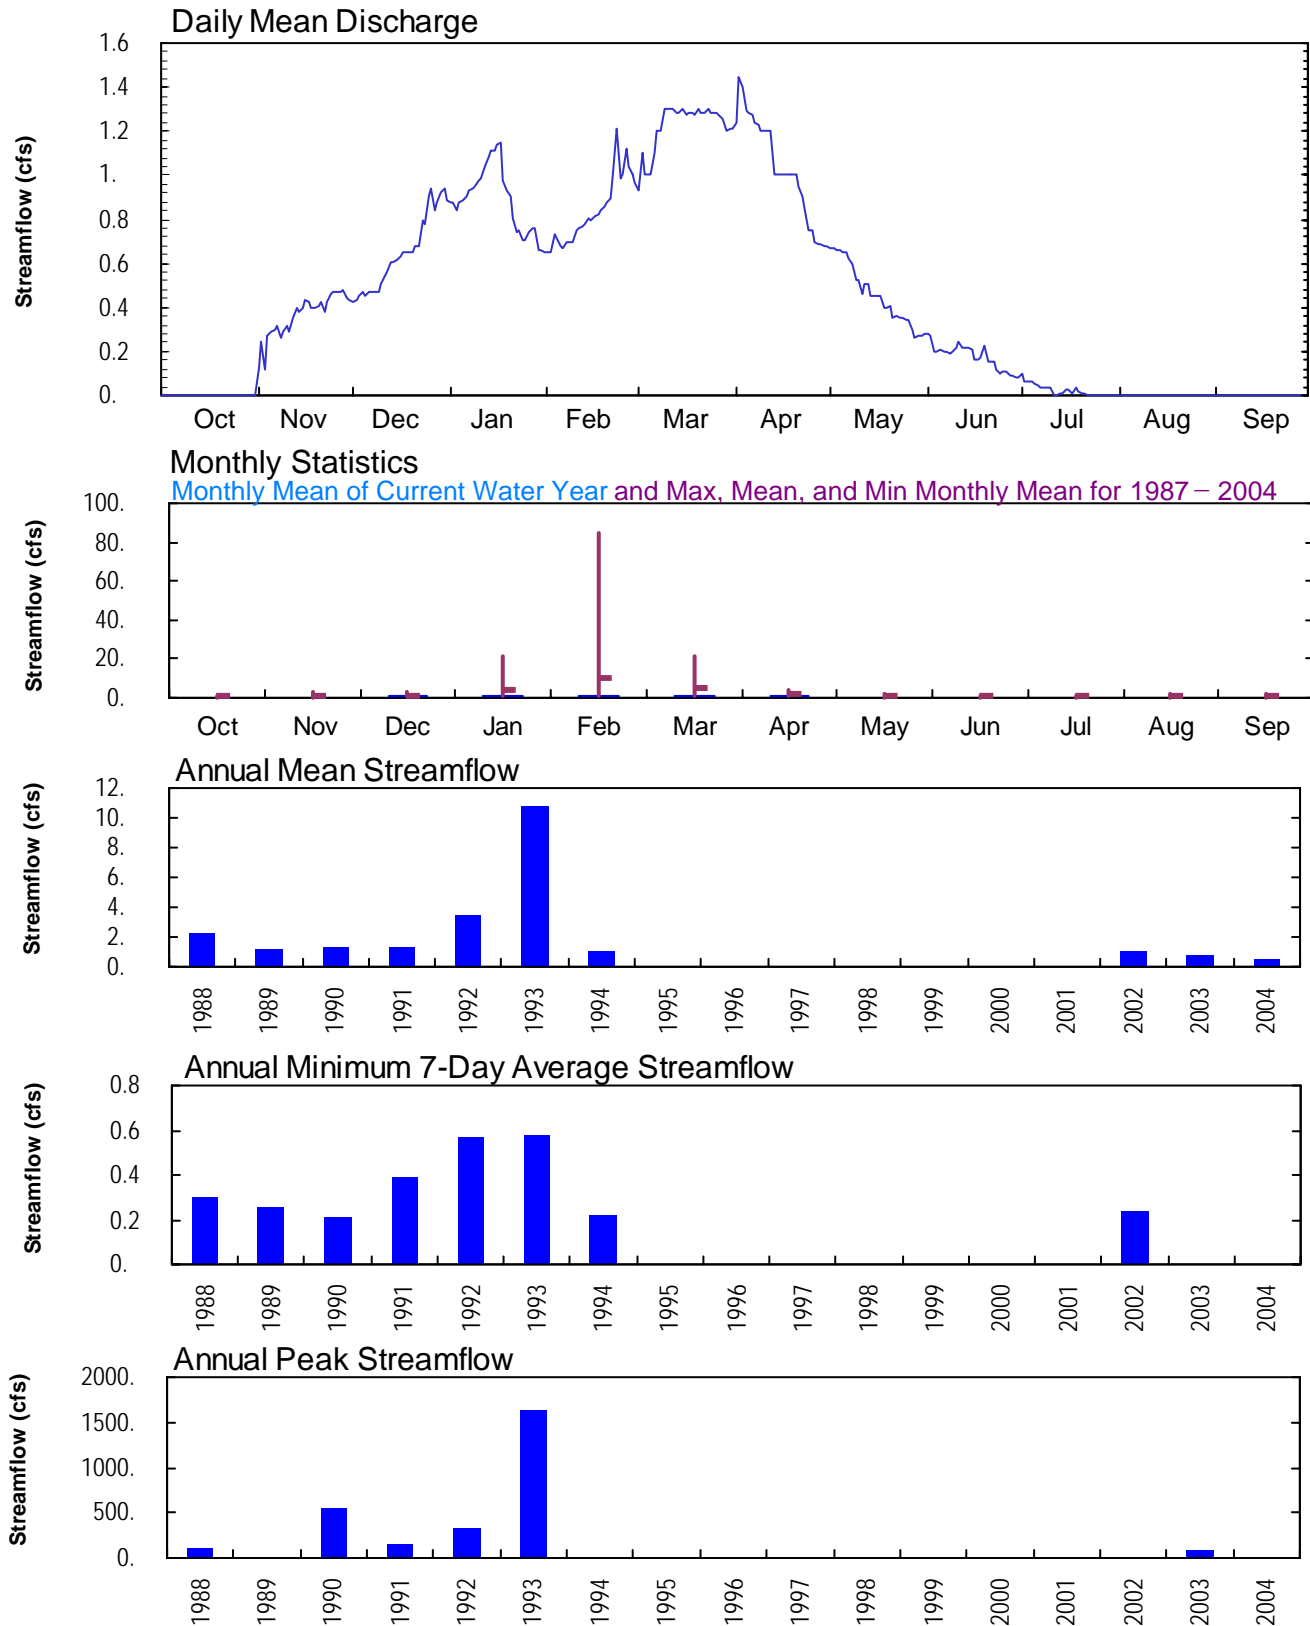 Daily Mean Discharge
Streamflow (cfs)
1.6
1.4
1.2
1.
0.8
0.6
0.4
0.2
0.
Oct Nov Dec Jan Feb Mar Apr May Jun Jul Aug Sep
Monthly Statistics
Monthly Mean of Current Water Year and Max, Mean, and Min Monthly Mean for 1987 – 2004
Streamflow (cfs)
100.
80.
60.
40.
20.
0.
Oct Nov Dec Jan Feb Mar Apr May Jun Jul Aug Sep
Annual Mean Streamflow
Streamflow (cfs)
12.
10.
8.
6.
4.
2.
0.
1988 1989 1990 1991 1992 1993 1994 1995 1996 1997 1998 1999 2000 2001 2002 2003 2004
Annual Minimum 7-Day Average Streamflow
Streamflow (cfs)
0.8
0.6
0.4
0.2
0.
1988 1989 1990 1991 1992 1993 1994 1995 1996 1997 1998 1999 2000 2001 2002 2003 2004
Annual Peak Streamflow
Streamflow (cfs)
2000.
1500.
1000.
500.
0.
1988 1989 1990 1991 1992 1993 1994 1995 1996 1997 1998 1999 2000 2001 2002 2003 2004